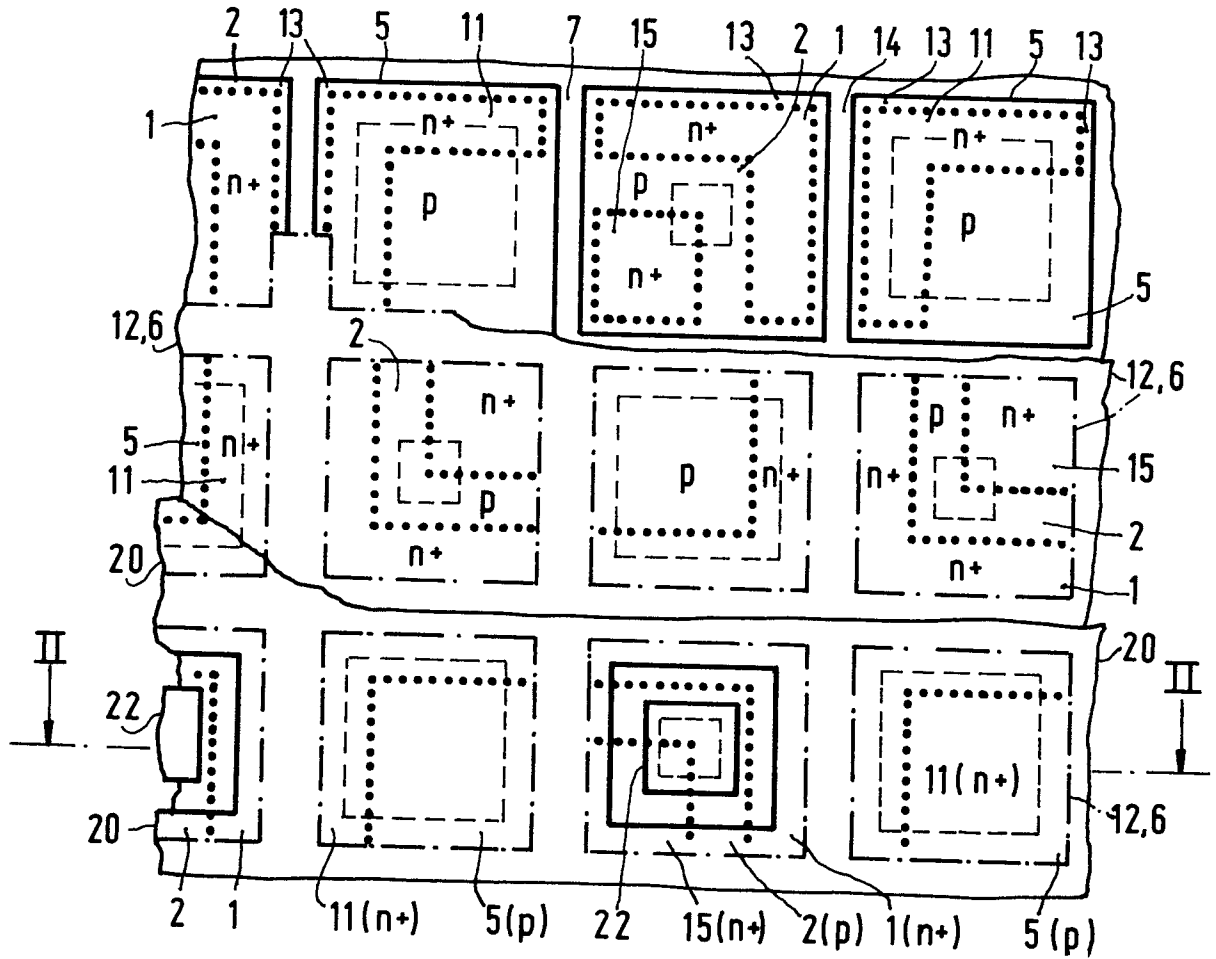 2 13 5 11 7 15 13 2 1 14 13 11 5 13
1 n+ n+ n+
n+ p p p
n+
5
12,6 2 12,6
n+ n+ p n+
5 n+ p n+ n+ 15
11 p 2
n+ n+
20 1
II 20 II
22
11(n+)
20 12,6
2 1 11(n+) 5(p) 22 15(n+) 2(p) 1(n+) 5(p)